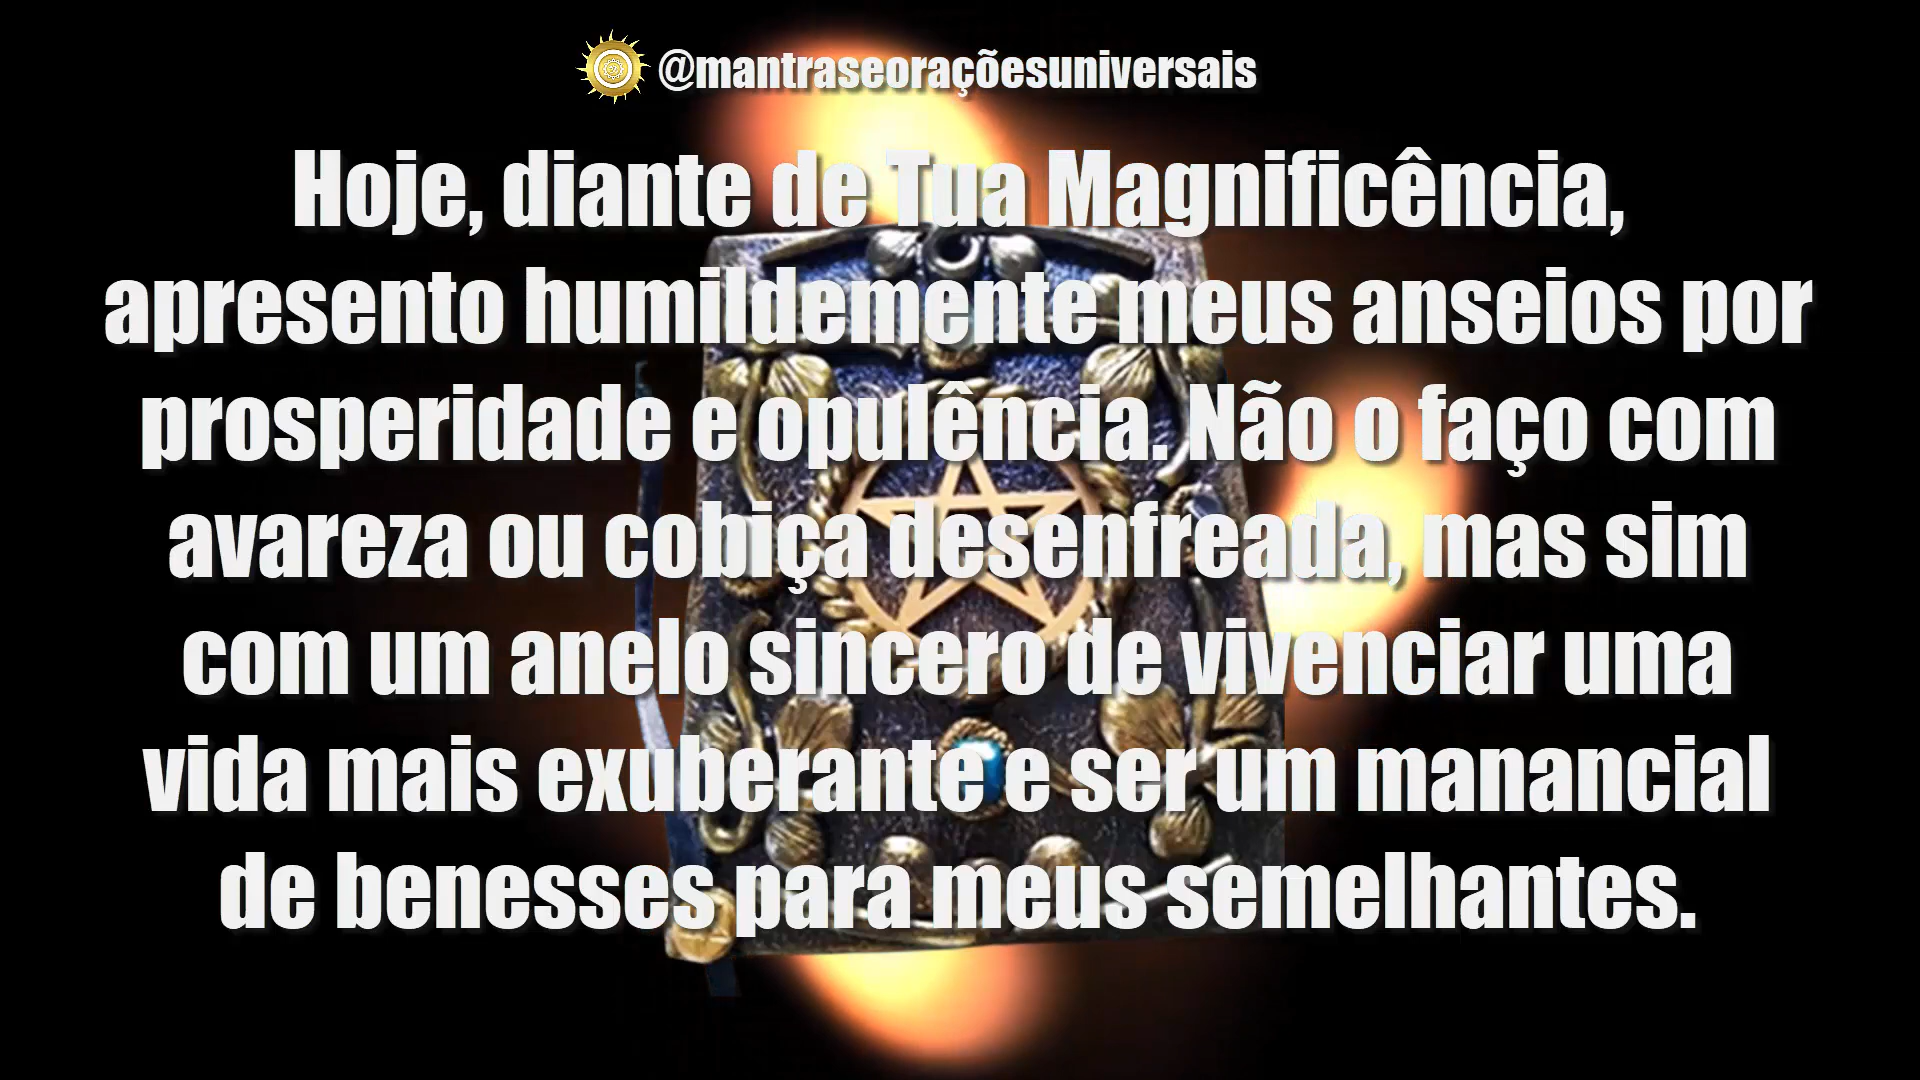 @mantraseoraçõesuniversais
Hoje, diante de Tua Magnificência,
apresento humildemente meus anseios por
prosperidade e opulência. Não o faço com
avareza ou cobiça desenfreada, mas sim
com um anelo sincero de vivenciar uma
vida mais exuberante e ser um manancial
de benesses para meus semelhantes.